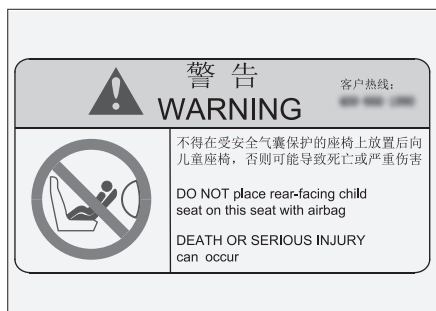 警告
客户热线：
WARNING
不得在受安全气囊保护的座椅上放置后向
儿童座椅，否则可能导致死亡或严重伤害
DO NOT place rear-facing child
seat on this seat with airbag
DEATH OR SERIOUS INJURY
can occur